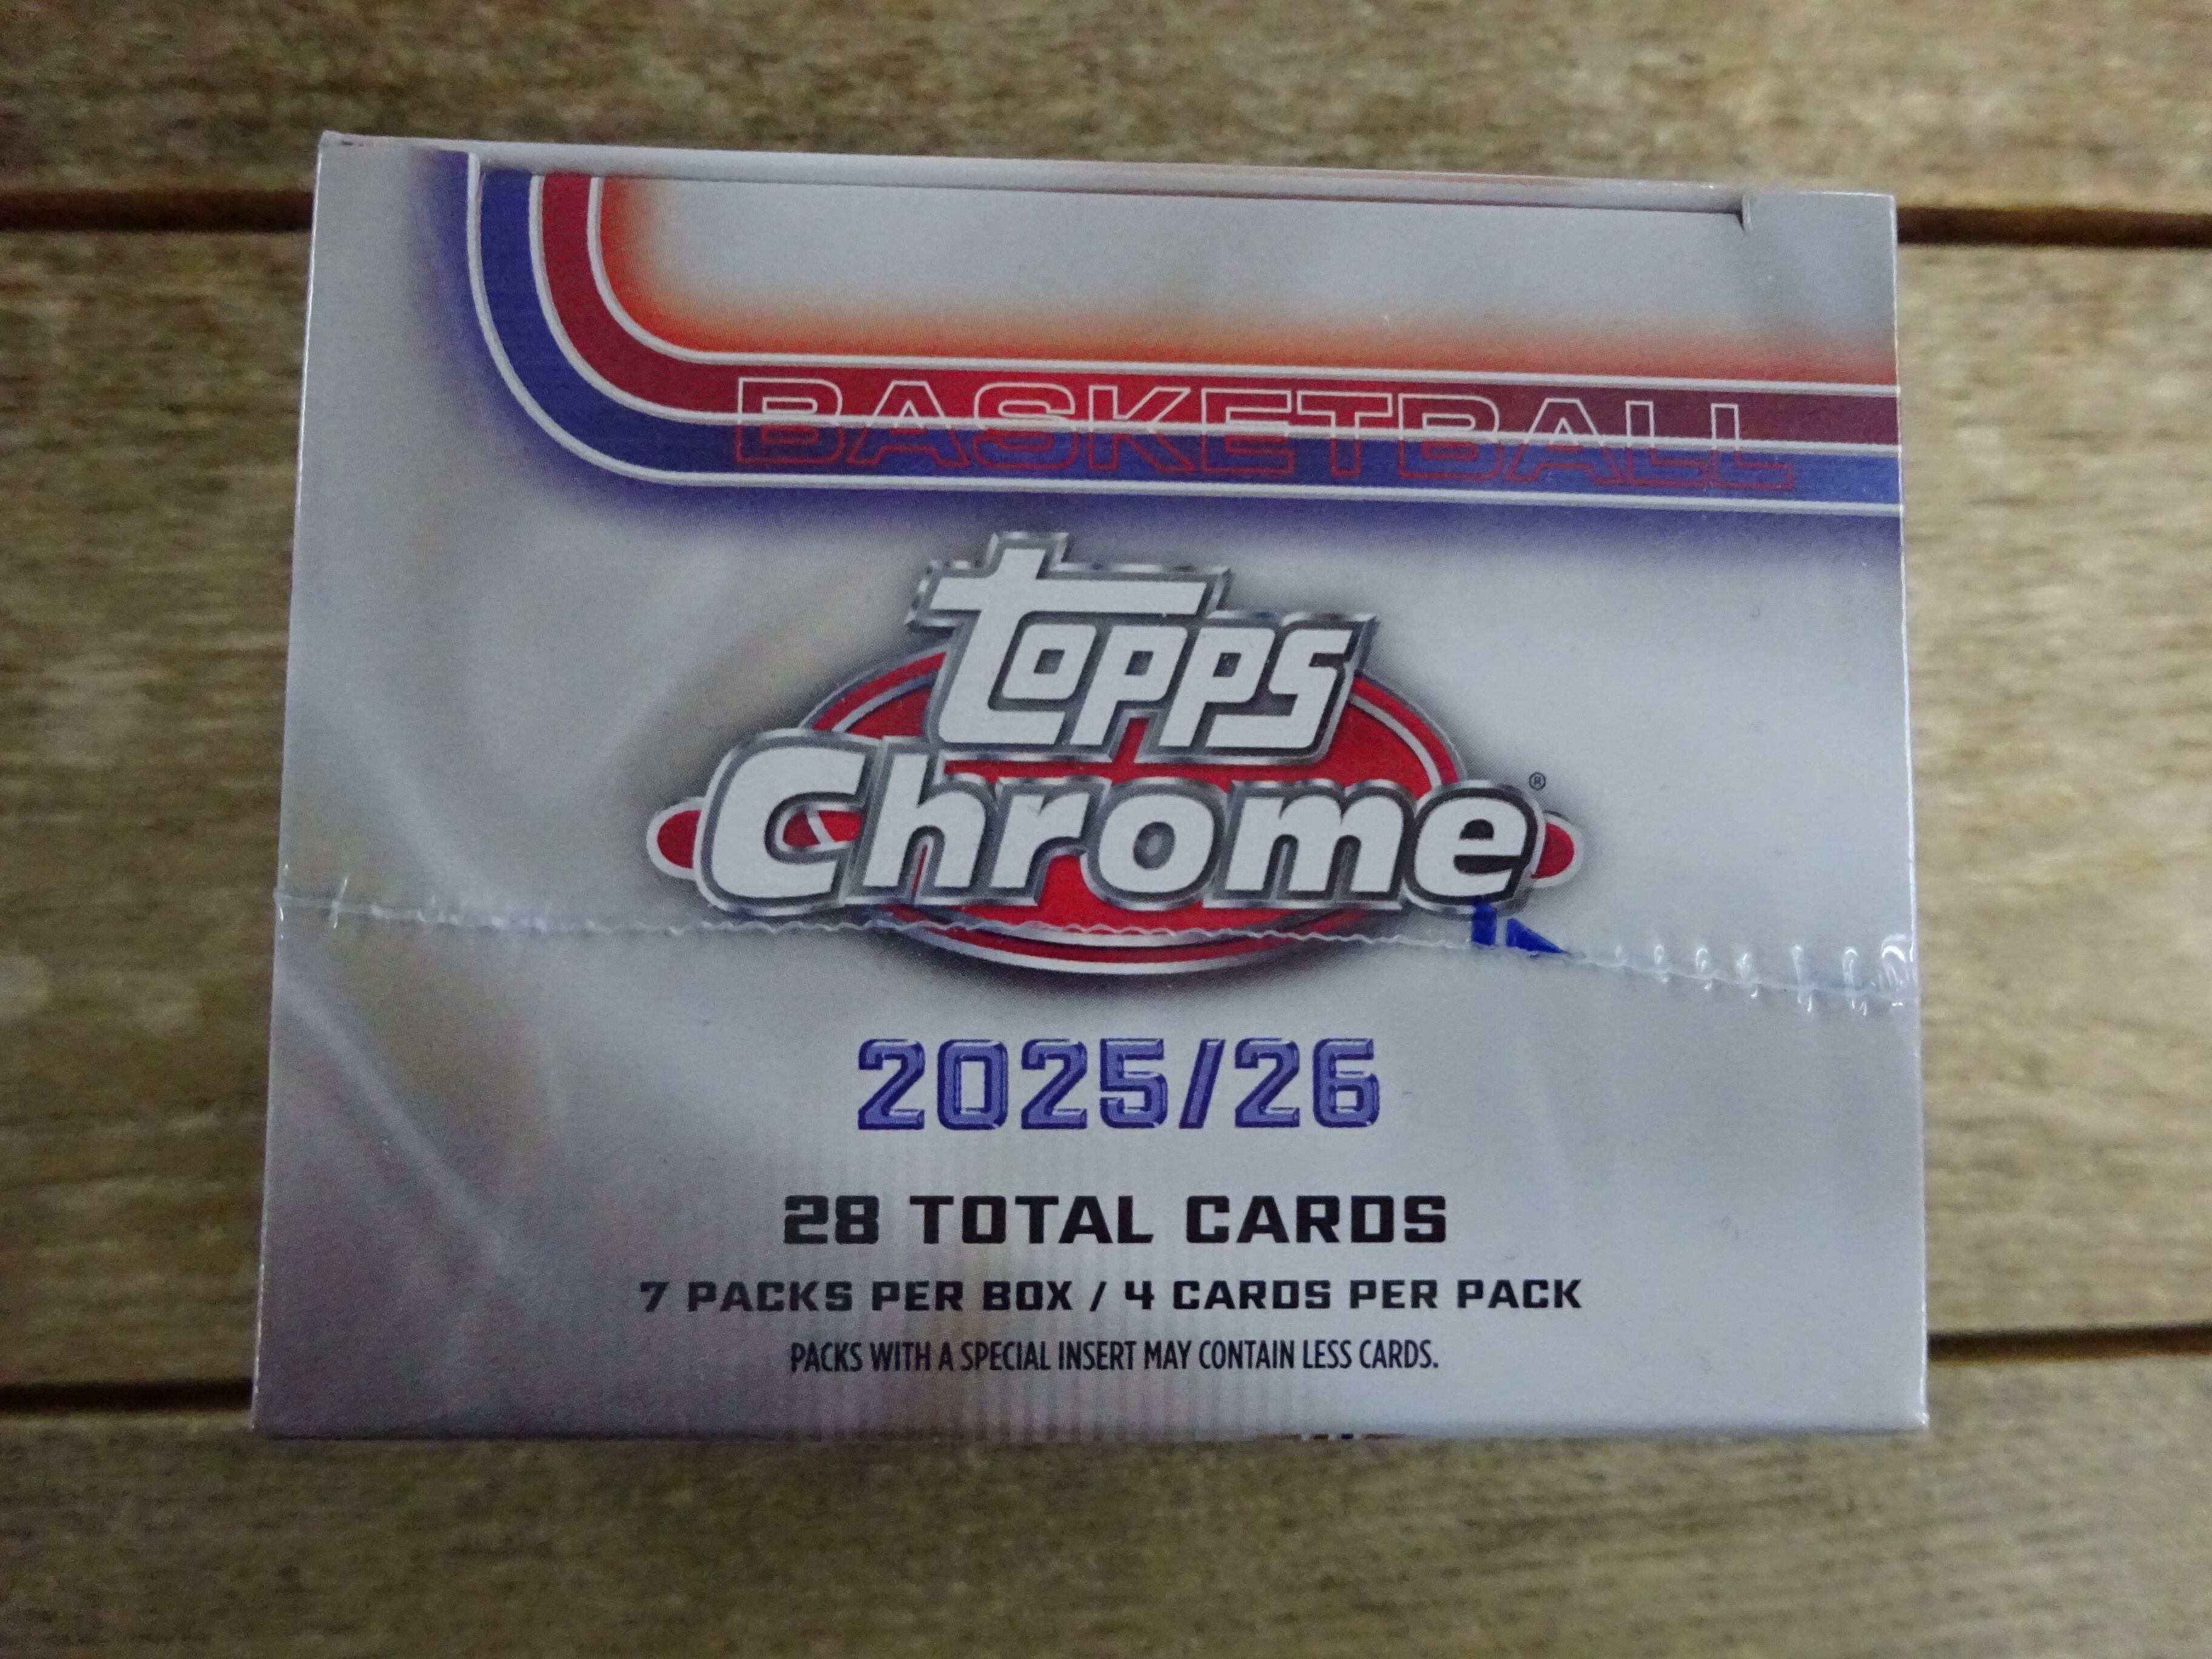 BASKETBALL
Topps
Chrome®
2025/26
28 TOTAL CARDS
7 PACKS PER BOX / 4 CARDS PER PACK
PACKS WITH A SPECIAL INSERT MAY CONTAIN LESS CARDS.